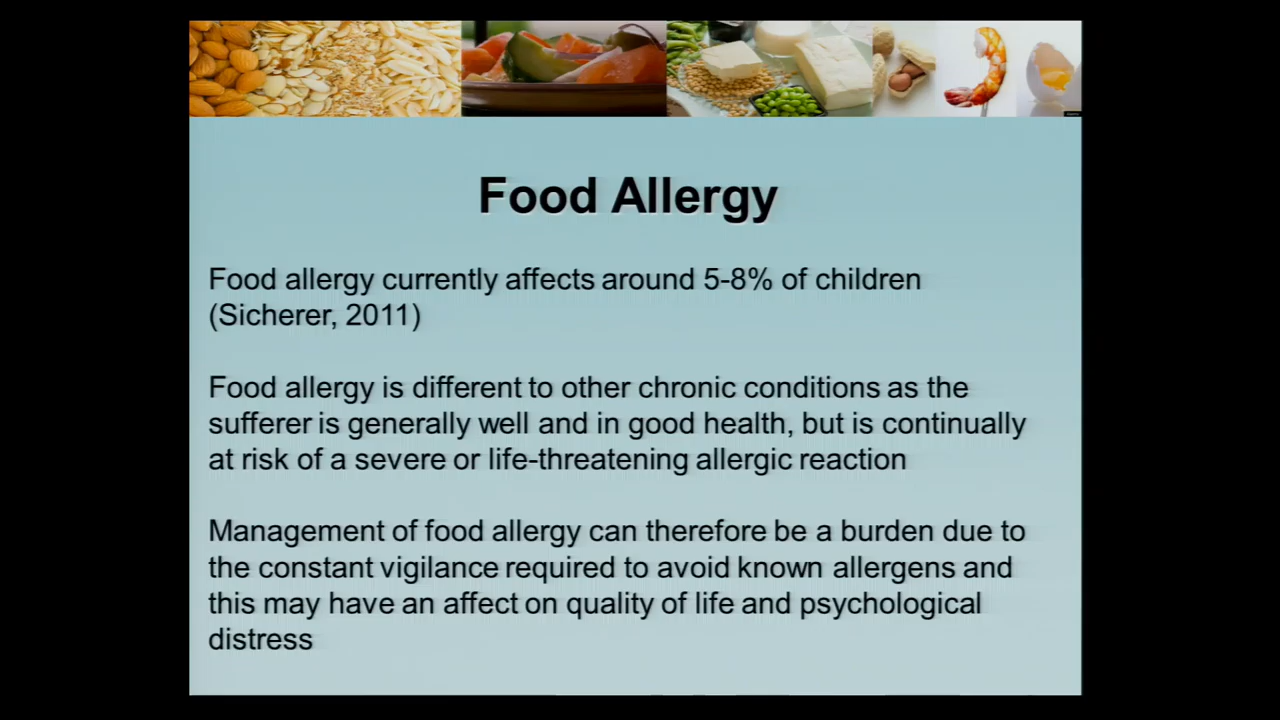 Food Allergy
Food allergy currently affects around 5-8% of children
(Sicherer, 2011)
Food allergy is different to other chronic conditions as the
sufferer is generally well and in good health, but is continually
at risk of a severe or life-threatening allergic reaction
Management of food allergy can therefore be a burden due to
the constant vigilance required to avoid known allergens and
this may have an affect on quality of life and psychological
distress